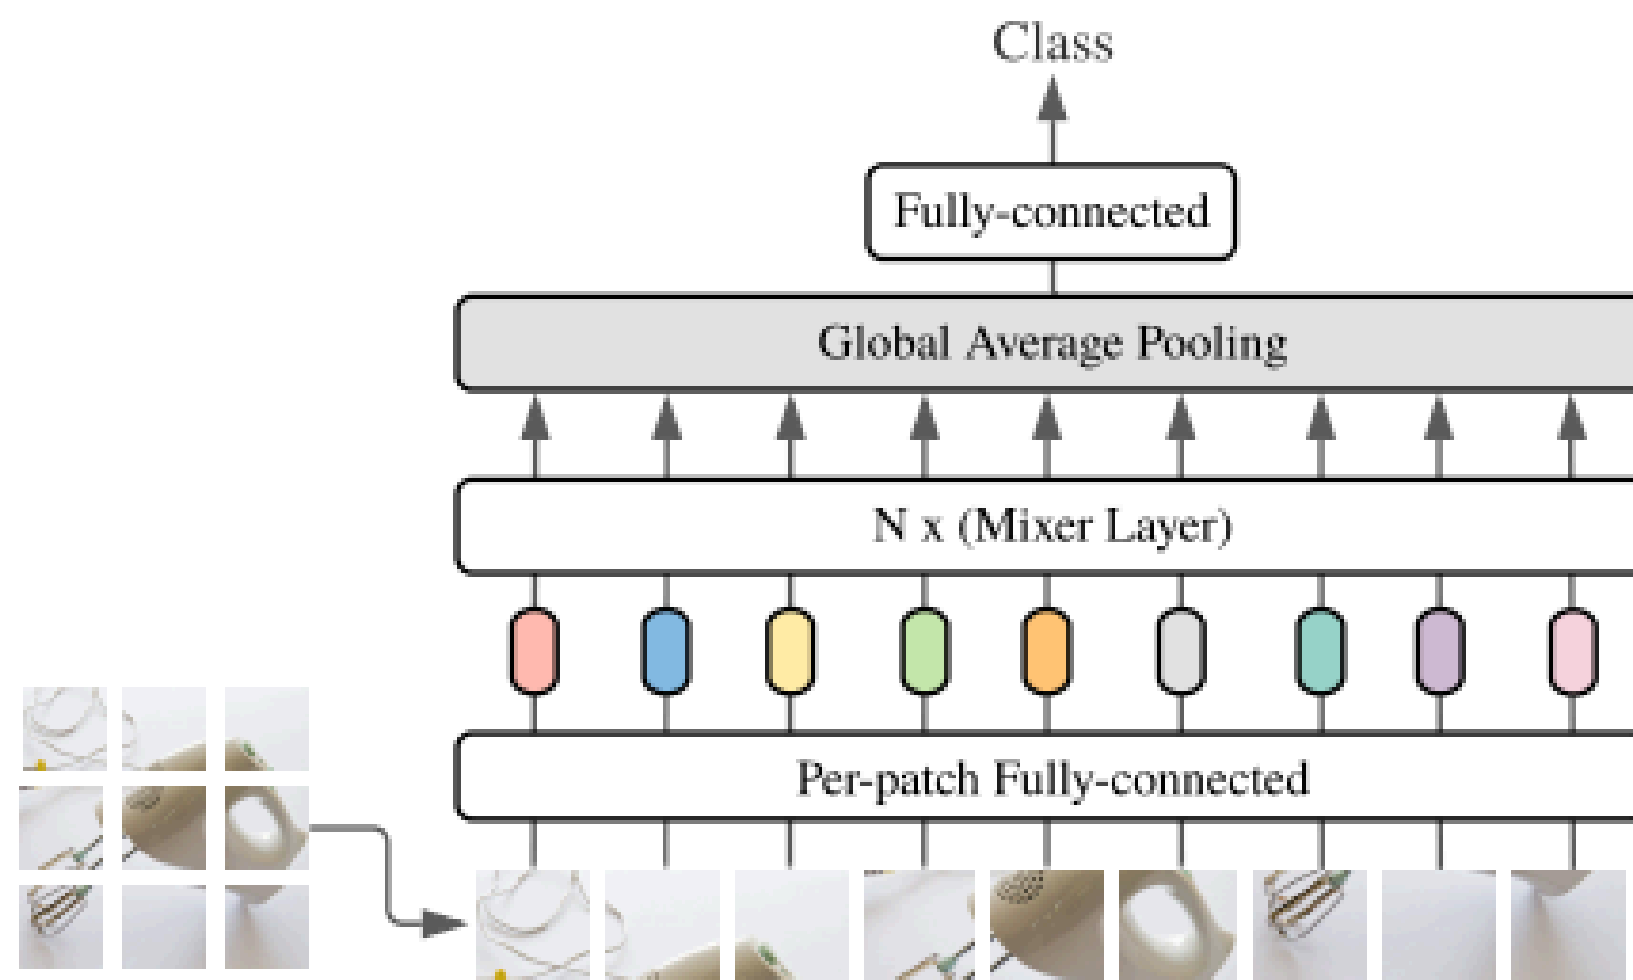 Class
Fully-connected
Global Average Pooling
N x (Mixer Layer)
Per-patch Fully-connected